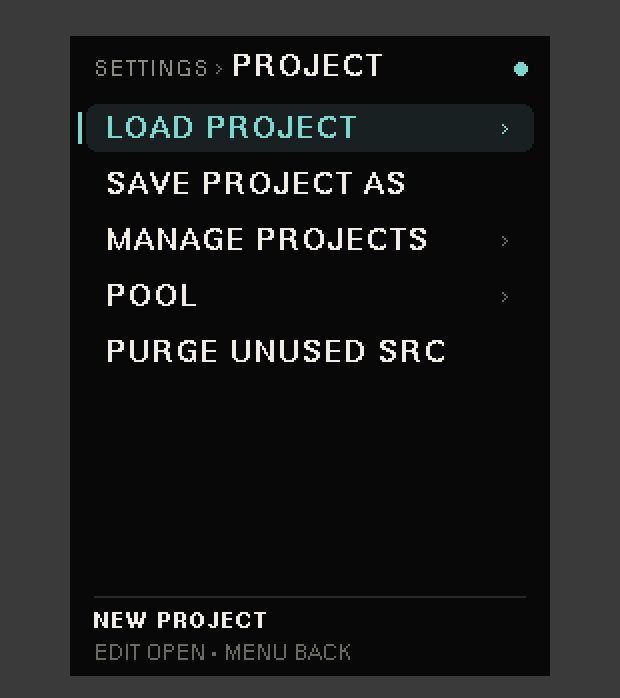 SETTINGS › PROJECT
LOAD PROJECT ›
SAVE PROJECT AS
MANAGE PROJECTS ›
POOL ›
PURGE UNUSED SRC
NEW PROJECT
EDIT OPEN • MENU BACK